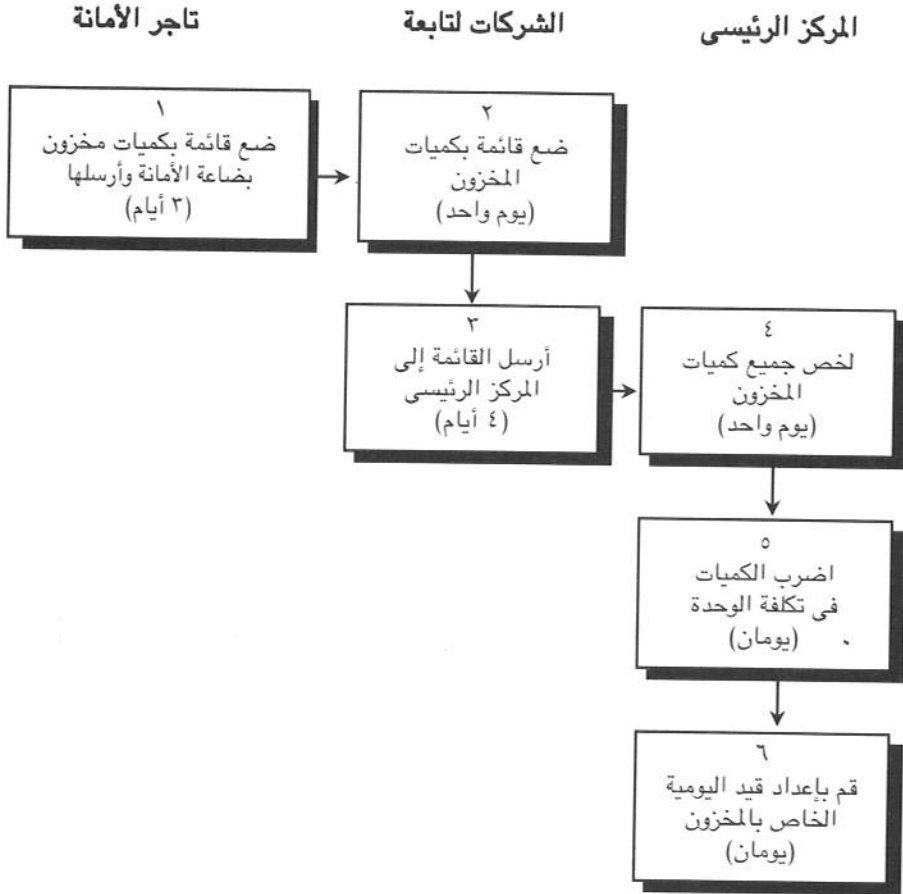 المركز الرئيسى
الشركات لتابعة
تاجر الأمانة
١
ضع قائمة بكميات مخزون
بضاعة الأمانة وأرسلها
(٣ أيام)
٢
ضع قائمة بكميات
المخزون
(يوم واحد)
٣
أرسل القائمة إلى
المركز الرئيسى
(٤ أيام)
٤
لخص جميع كميات
المخزون
(يوم واحد)
٥
اضرب الكميات
فى تكلفة الوحدة
(يومان)
٦
قم بإعداد قيد اليومية
الخاص بالمخزون
(يومان)